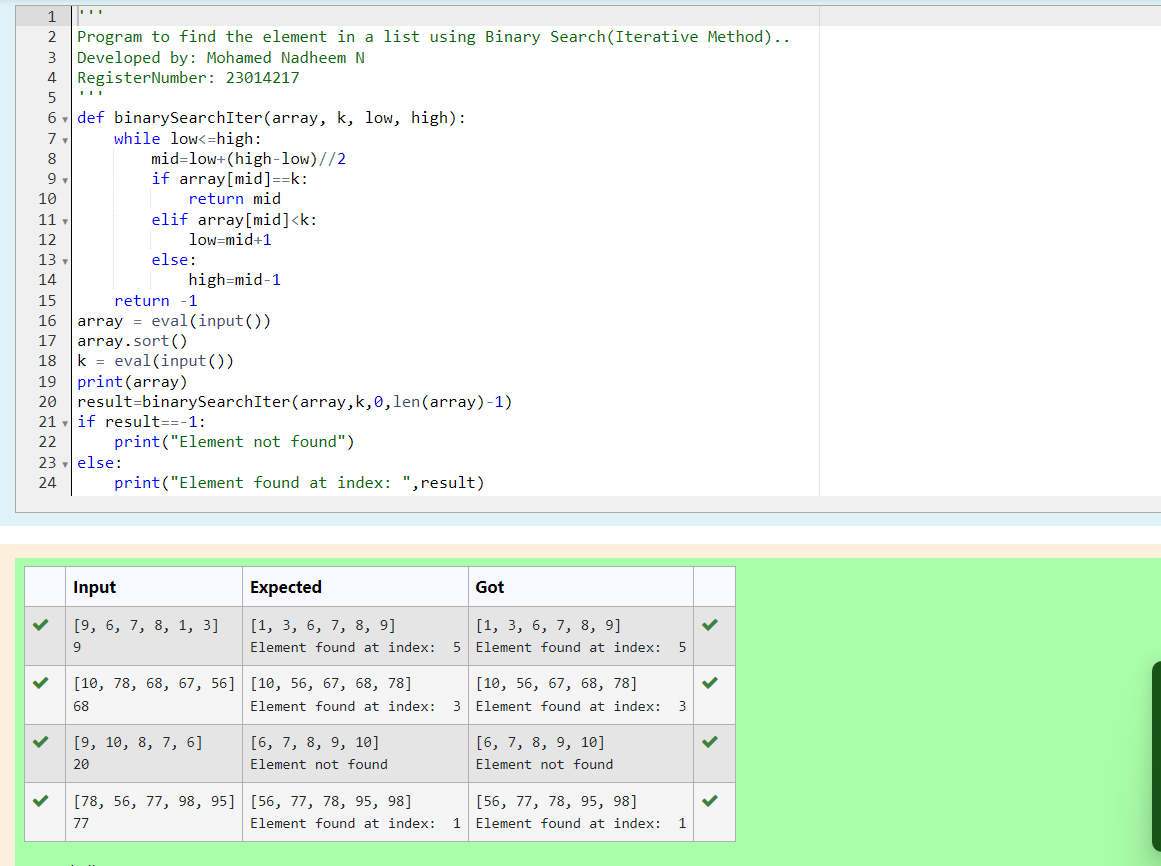 1 '''
2 Program to find the element in a list using Binary Search(Iterative Method)..
3 Developed by: Mohamed Nadheem N
4 RegisterNumber: 23014217
5 '''
6 def binarySearchIter(array, k, low, high):
7     while low<=high:
8         mid=low+(high-low)//2
9         if array[mid]==k:
10             return mid
11         elif array[mid]<k:
12             low=mid+1
13         else:
14             high=mid-1
15     return -1
16 array = eval(input())
17 array.sort()
18 k = eval(input())
19 print(array)
20 result=binarySearchIter(array,k,0,len(array)-1)
21 if result==-1:
22     print("Element not found")
23 else:
24     print("Element found at index: ",result)
Input Expected Got
[9, 6, 7, 8, 1, 3] [1, 3, 6, 7, 8, 9] [1, 3, 6, 7, 8, 9]
9 Element found at index:  5 Element found at index:  5
[10, 78, 68, 67, 56] [10, 56, 67, 68, 78] [10, 56, 67, 68, 78]
68 Element found at index:  3 Element found at index:  3
[9, 10, 8, 7, 6] [6, 7, 8, 9, 10] [6, 7, 8, 9, 10]
20 Element not found Element not found
[78, 56, 77, 98, 95] [56, 77, 78, 95, 98] [56, 77, 78, 95, 98]
77 Element found at index:  1 Element found at index:  1